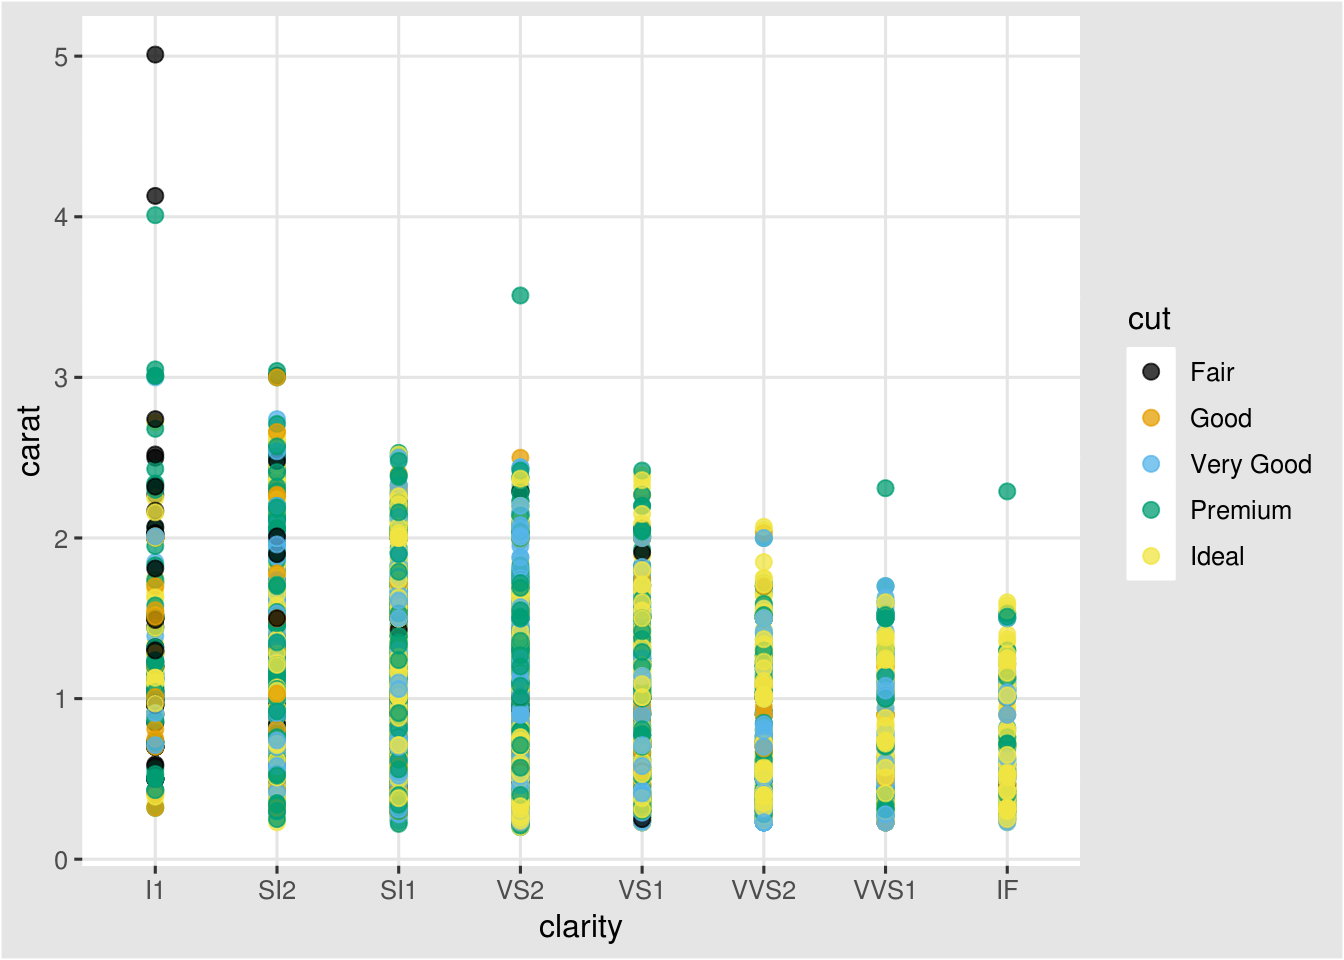 5
4
3
2
1
0
carat
I1 SI2 SI1 VS2 VS1 VVS2 VVS1 IF
clarity
cut
Fair
Good
Very Good
Premium
Ideal